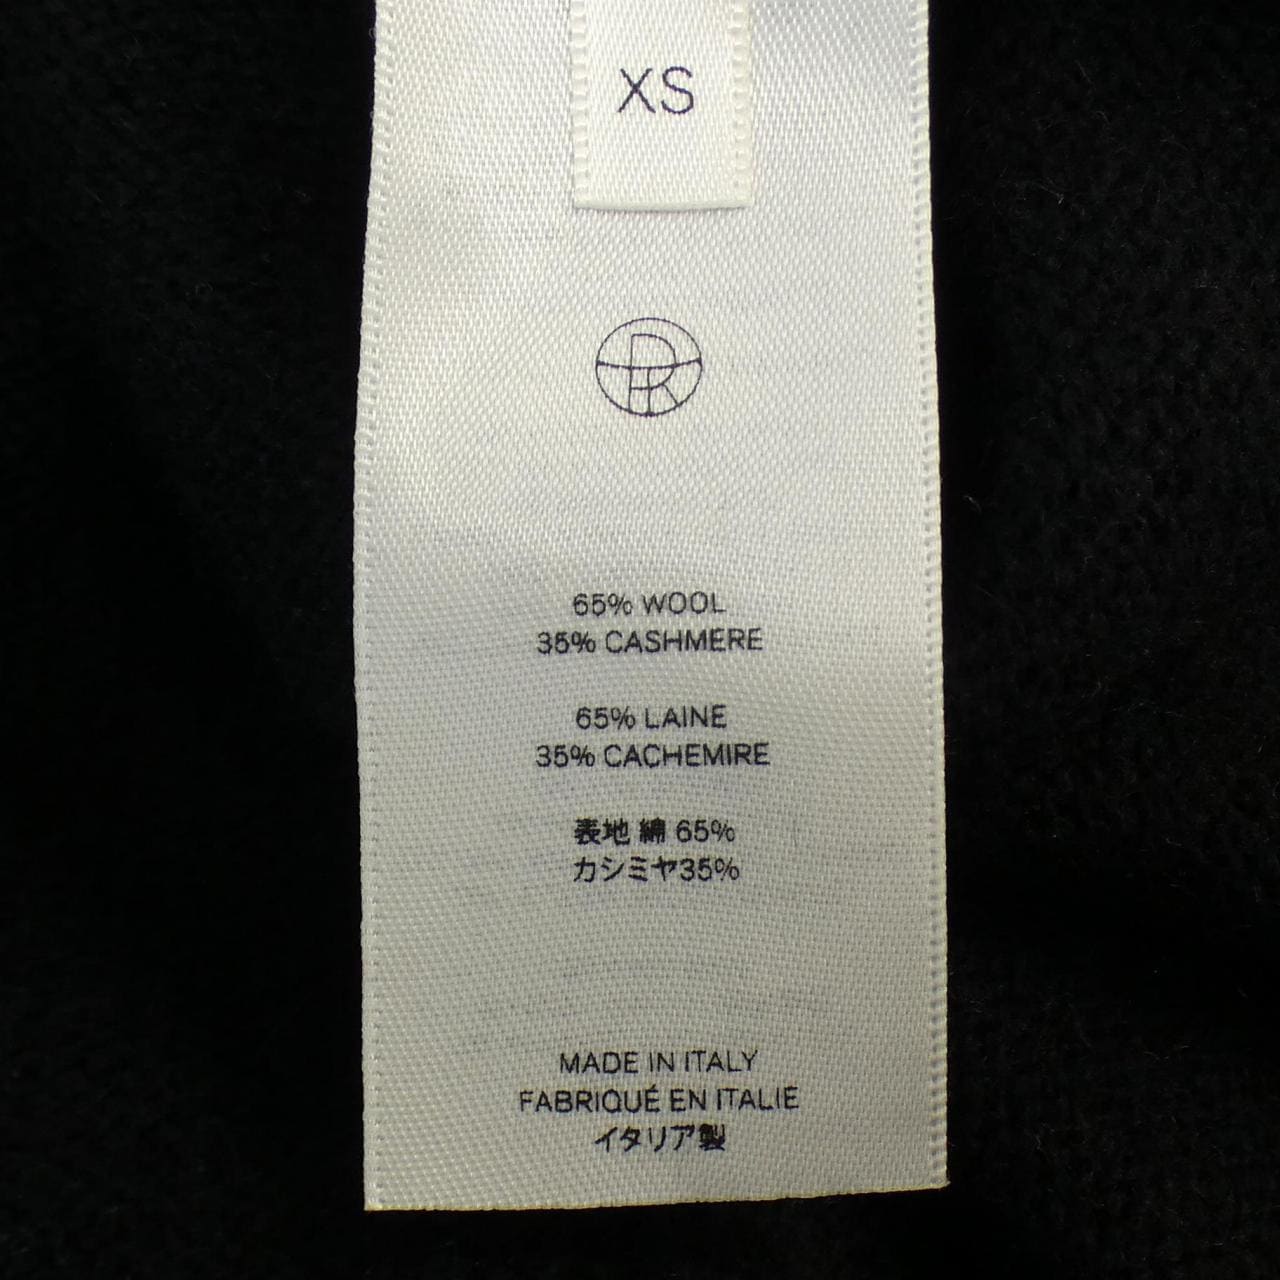 XS
65% WOOL
35% CASHMERE
65% LAINE
35% CACHEMIRE
表地 綿 65%
カシミヤ35%
MADE IN ITALY
FABRIQUÉ EN ITALIE
イタリア製